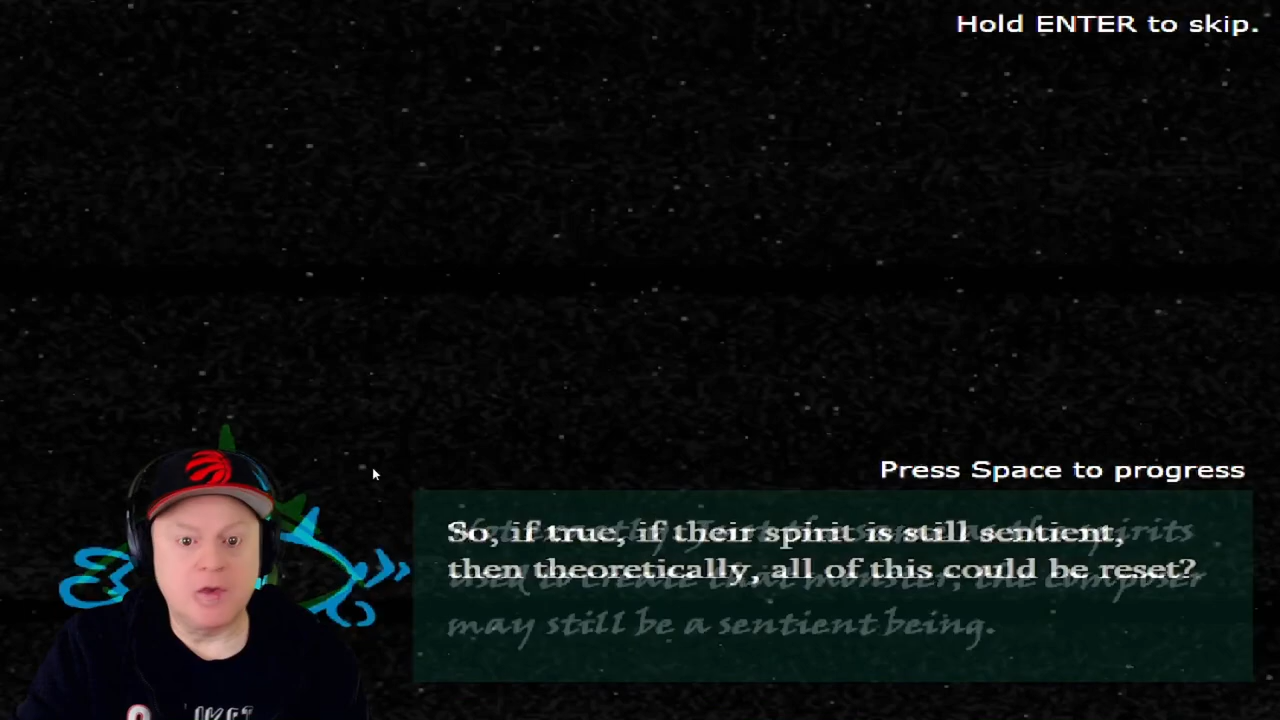 Hold ENTER to skip.
Press Space to progress
So, if true, if their spirit is still sentient,
then theoretically, all of this could be reset?
spirits
used to create that monster, the composer
may still be a sentient being.